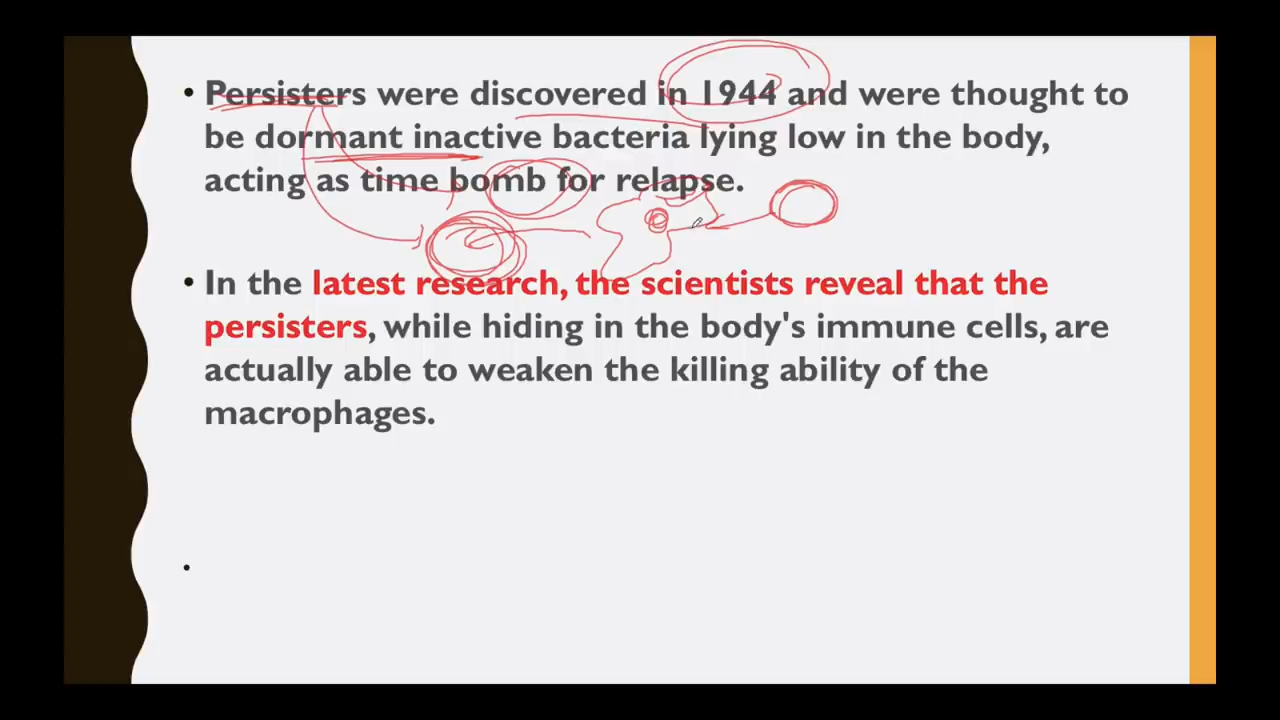 • Persisters were discovered in 1944 and were thought to
be dormant inactive bacteria lying low in the body,
acting as time bomb for relapse.
• In the latest research, the scientists reveal that the
persisters, while hiding in the body's immune cells, are
actually able to weaken the killing ability of the
macrophages.
•